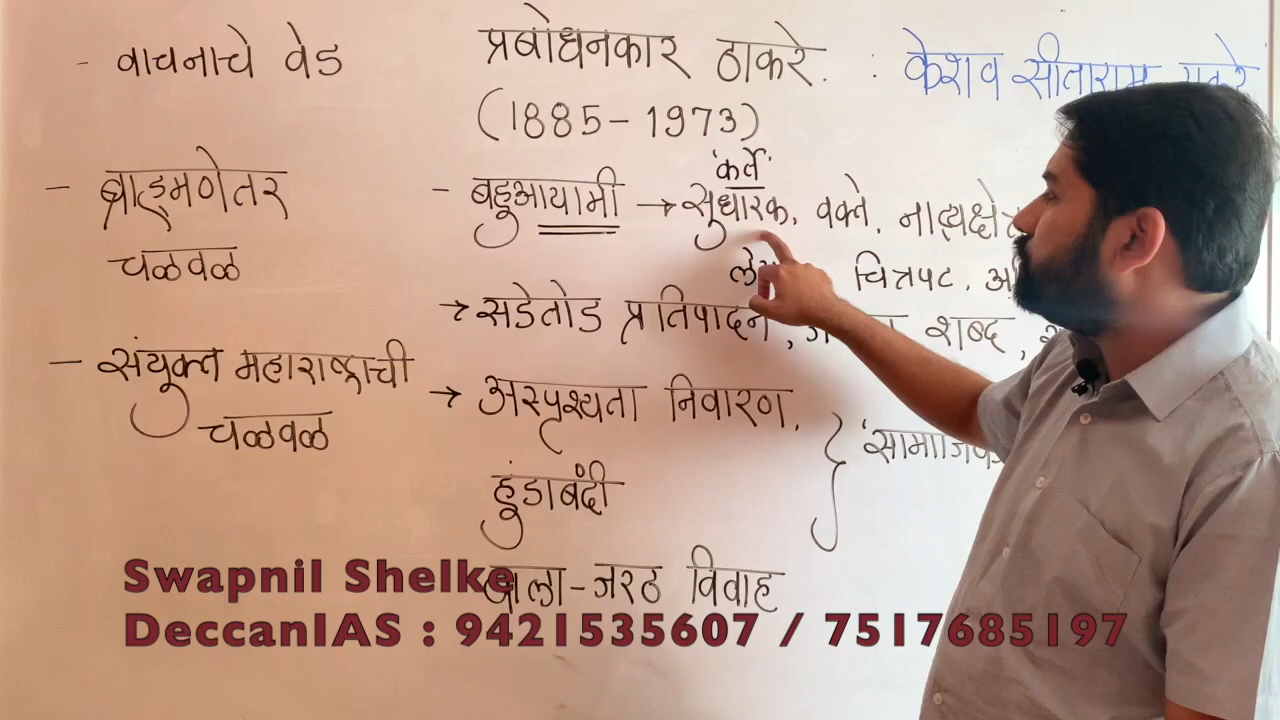 - वाचनाचे वेड
प्रबोधनकार ठाकरे. : केशव सीताराम
(1885-1973)
- ब्राह्मणेतर
चळवळ
- संयुक्त महाराष्ट्राची
चळवळ
'कर्ते'
- बहुआयामी → सुधारक, वक्ते, नाट्यक्षेत्र
चित्रपट,
→ सडेतोड प्रतिपादन, शब्द,
→ अस्पृश्यता निवारण,
हुंडाबंदी
बाला-जरठ विवाह
Swapnil Shelke
DeccanIAS : 9421535607 / 7517685197